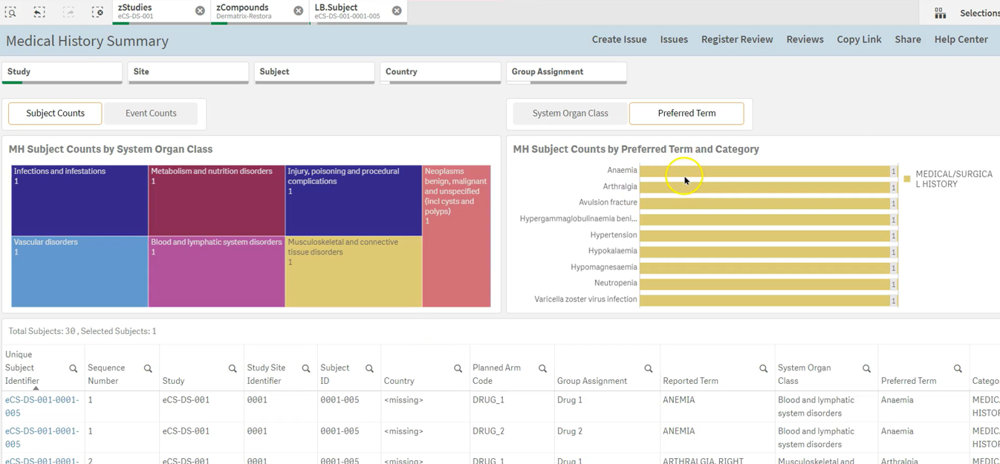 zStudies
eCS-DS-001
zCompounds
Dermatrix-Restora
LB.Subject
eCS-DS-001-0001-005
Selections
Medical History Summary
Create Issue
Issues
Register Review
Reviews
Copy Link
Share
Help Center
Study
Site
Subject
Country
Group Assignment
Subject Counts
Event Counts
System Organ Class
Preferred Term
MH Subject Counts by System Organ Class
Infections and infestations
1
Metabolism and nutrition disorders
1
Injury, poisoning and procedural
complications
1
Neoplasms
benign, malignant
and unspecified
(incl cysts and
polyps)
1
Vascular disorders
1
Blood and lymphatic system disorders
1
Musculoskeletal and connective
tissue disorders
1
MH Subject Counts by Preferred Term and Category
Anaemia 1
Arthralgia 1
Avulsion fracture 1
Hypergammaglobulinaemia beni... 1
Hypertension 1
Hypokalaemia 1
Hypomagnesaemia 1
Neutropenia 1
Varicella zoster virus infection 1
MEDICAL/SURGICA
L HISTORY
Total Subjects: 30 , Selected Subjects: 1
Unique
Subject
Identifier
Sequence
Number
Study
Study Site
Identifier
Subject
ID
Country
Planned Arm
Code
Group Assignment
Reported Term
System Organ
Class
Preferred Term
Catego
eCS-DS-001-0001-
005
1
eCS-DS-001
0001
0001-005
<missing>
DRUG_1
Drug 1
ANEMIA
Blood and lymphatic
system disorders
Anaemia
MEDICA
HISTOR
eCS-DS-001-0001-
005
1
eCS-DS-001
0001
0001-005
<missing>
DRUG_2
Drug 2
ANEMIA
Blood and lymphatic
system disorders
Anaemia
MEDICA
HISTOR
eCS-DS-001-0001-
2
eCS-DS-001
0001
0001-005
<missing>
DRUG_1
Drug 1
ARTHRALGIA, RIGHT
Musculoskeletal and
Arthralgia